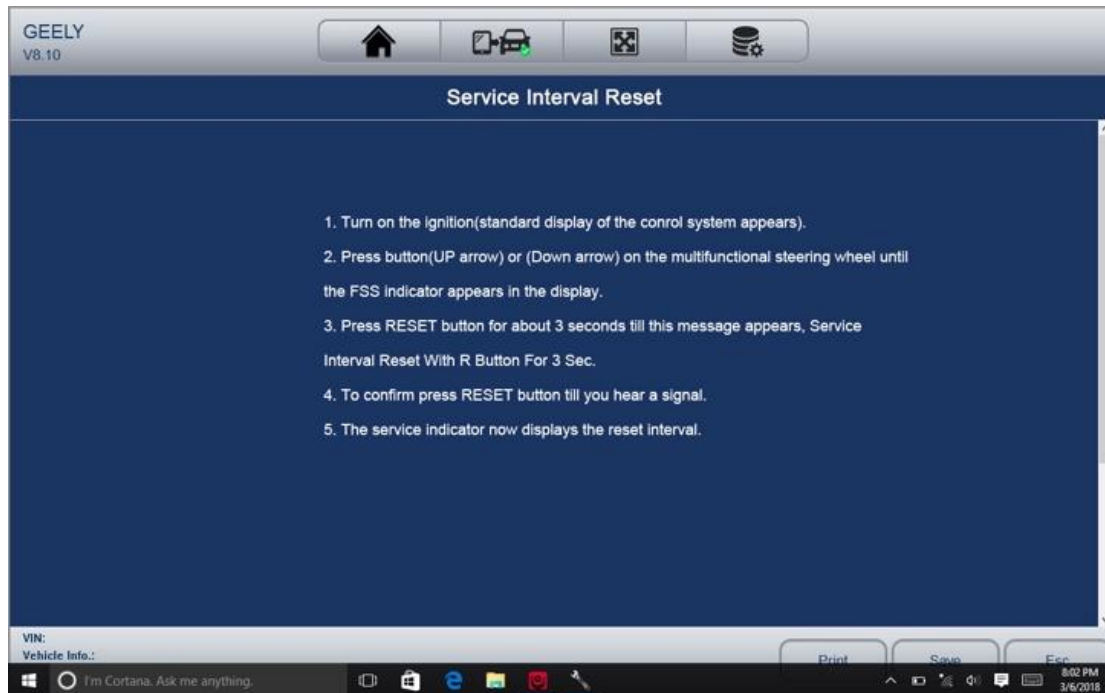 GEELY
V8.10
Service Interval Reset
1. Turn on the ignition(standard display of the conrol system appears).
2. Press button(UP arrow) or (Down arrow) on the multifunctional steering wheel until
the FSS indicator appears in the display.
3. Press RESET button for about 3 seconds till this message appears, Service
Interval Reset With R Button For 3 Sec.
4. To confirm press RESET button till you hear a signal.
5. The service indicator now displays the reset interval.
VIN:
Vehicle Info.:
Print
Save
Esc
I'm Cortana. Ask me anything.
8:02 PM
3/6/2018